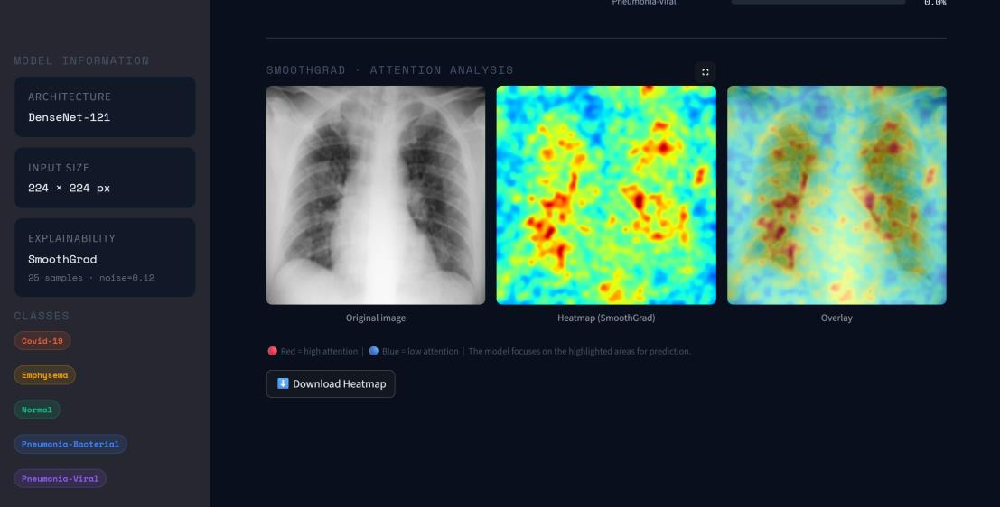 Pneumonia-Viral 0.0%
MODEL INFORMATION
ARCHITECTURE
DenseNet-121
INPUT SIZE
224 × 224 px
EXPLAINABILITY
SmoothGrad
25 samples · noise=0.12
CLASSES
Covid-19
Emphysema
Normal
Pneumonia-Bacterial
Pneumonia-Viral
SMOOTHGRAD · ATTENTION ANALYSIS
Original image
Heatmap (SmoothGrad)
Overlay
Red = high attention | Blue = low attention | The model focuses on the highlighted areas for prediction.
Download Heatmap